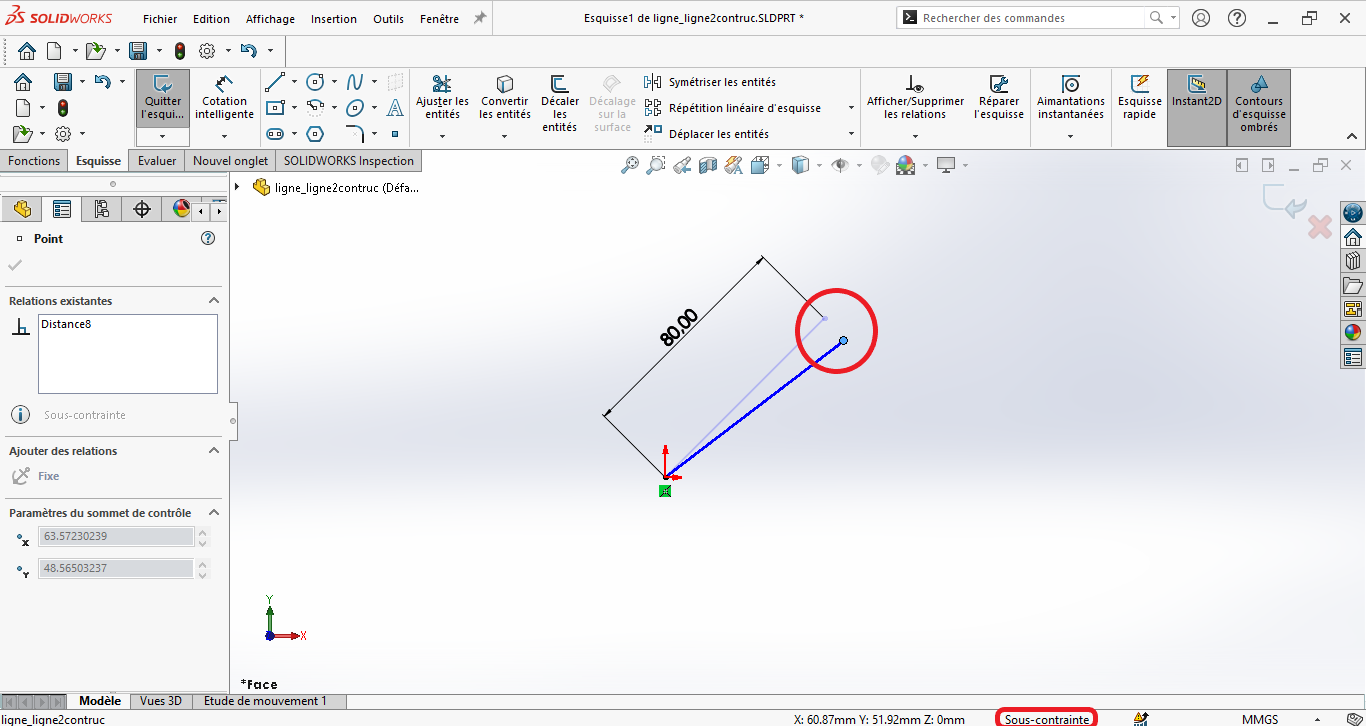 SOLIDWORKS
Fichier Edition Affichage Insertion Outils Fenêtre
Esquisse1 de ligne_ligne2contruc.SLDPRT *
Rechercher des commandes
Quitter l'esqui...
Cotation intelligente
Ajuster les entités
Convertir les entités
Décaler les entités
Décalage sur la surface
Symétriser les entités
Répétition linéaire d'esquisse
Déplacer les entités
Afficher/Supprimer les relations
Réparer l'esquisse
Aimantations instantanées
Esquisse rapide
Instant2D
Contours d'esquisse ombrés
Fonctions Esquisse Evaluer Nouvel onglet SOLIDWORKS Inspection
ligne_ligne2contruc (Défa...
Point
Relations existantes
Distance8
Sous-contrainte
Ajouter des relations
Fixe
Paramètres du sommet de contrôle
X 63.57230239
Y 48.56503237
80,00
Y
X
*Face
Modèle Vues 3D Etude de mouvement 1
ligne_ligne2contruc
X: 60.87mm Y: 51.92mm Z: 0mm Sous-contrainte MMGS